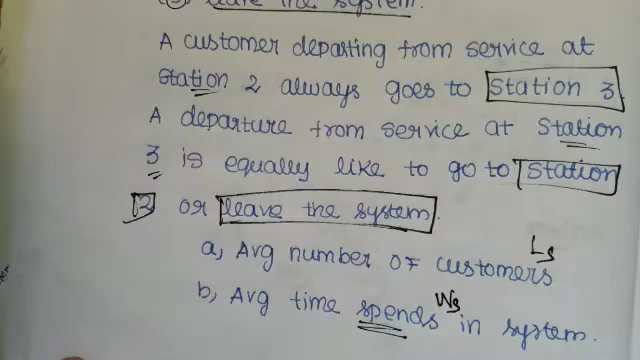 leave the system.
A customer departing from service at
station 2 always goes to station 3
A departure from service at station
3 is equally like to go to station
2 or leave the system.
a, Avg number of customers Ls
b, Avg time spends Ws in system.